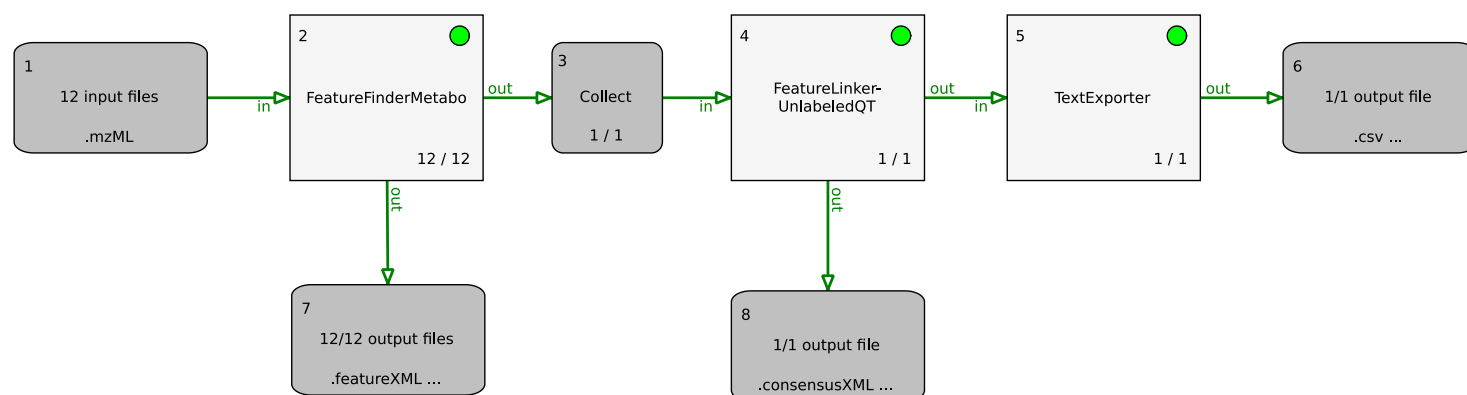 1
12 input files
.mzML
in
2
FeatureFinderMetabo
12 / 12
out
out
3
Collect
1 / 1
in
4
FeatureLinker-
UnlabeledQT
1 / 1
out
out
in
5
TextExporter
1 / 1
out
6
1/1 output file
.csv ...
7
12/12 output files
.featureXML ...
8
1/1 output file
.consensusXML ...